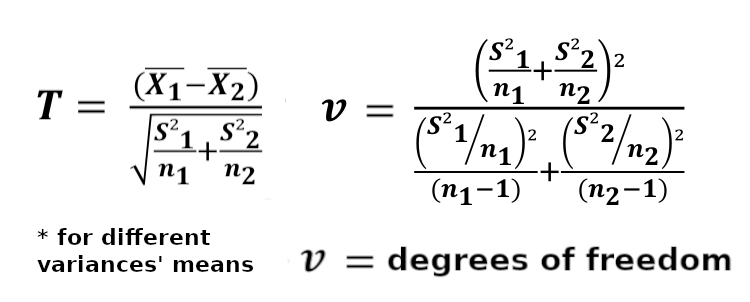 T = (X̅₁−X̅₂) / √(S²₁/n₁ + S²₂/n₂)
v = (S²₁/n₁ + S²₂/n₂)² / ((S²₁/n₁)²/(n₁−1) + (S²₂/n₂)²/(n₂−1))
* for different
variances' means
v = degrees of freedom